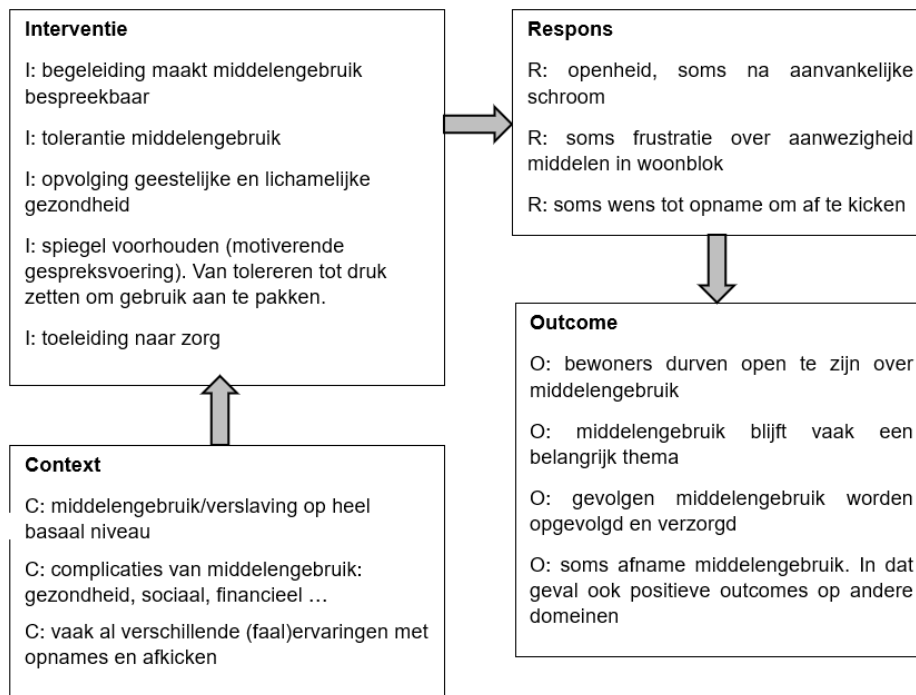 Interventie
I: begeleiding maakt middelengebruik
bespreekbaar
I: tolerantie middelengebruik
I: opvolging geestelijke en lichamelijke
gezondheid
I: spiegel voorhouden (motiverende
gespreksvoering). Van tolereren tot druk
zetten om gebruik aan te pakken.
I: toeleiding naar zorg
Respons
R: openheid, soms na aanvankelijke
schroom
R: soms frustratie over aanwezigheid
middelen in woonblok
R: soms wens tot opname om af te kicken
Outcome
O: bewoners durven open te zijn over
middelengebruik
O: middelengebruik blijft vaak een
belangrijk thema
O: gevolgen middelengebruik worden
opgevolgd en verzorgd
O: soms afname middelengebruik. In dat
geval ook positieve outcomes op andere
domeinen
Context
C: middelengebruik/verslaving op heel
basaal niveau
C: complicaties van middelengebruik:
gezondheid, sociaal, financieel …
C: vaak al verschillende (faal)ervaringen met
opnames en afkicken